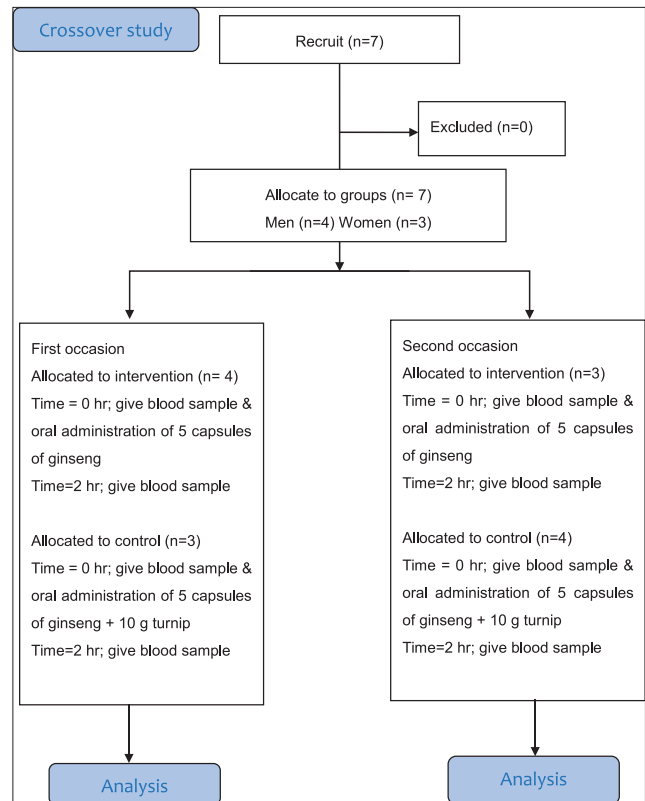 Crossover study
Recruit (n=7)
Excluded (n=0)
Allocate to groups (n= 7)
Men (n=4) Women (n=3)
First occasion
Allocated to intervention (n= 4)
Time = 0 hr; give blood sample &
oral administration of 5 capsules
of ginseng
Time=2 hr; give blood sample
Allocated to control (n=3)
Time = 0 hr; give blood sample &
oral administration of 5 capsules
of ginseng + 10 g turnip
Time=2 hr; give blood sample
Second occasion
Allocated to intervention (n=3)
Time = 0 hr; give blood sample &
oral administration of 5 capsules
of ginseng
Time=2 hr; give blood sample
Allocated to control (n=4)
Time = 0 hr; give blood sample &
oral administration of 5 capsules
of ginseng + 10 g turnip
Time=2 hr; give blood sample
Analysis
Analysis